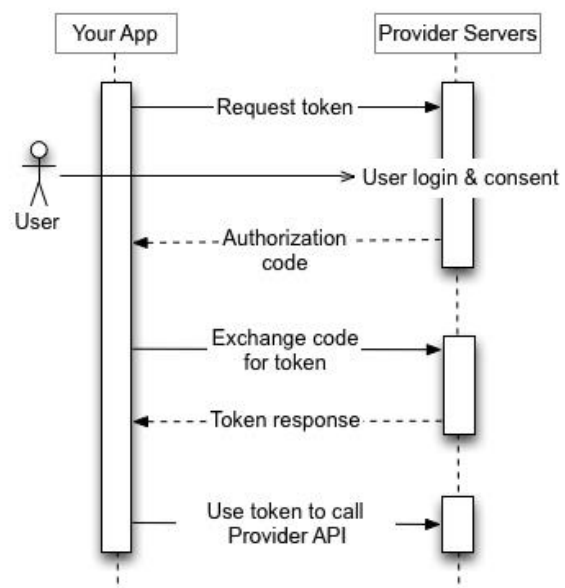 Your App
Provider Servers
Request token
User login & consent
User
Authorization
code
Exchange code
for token
Token response
Use token to call
Provider API